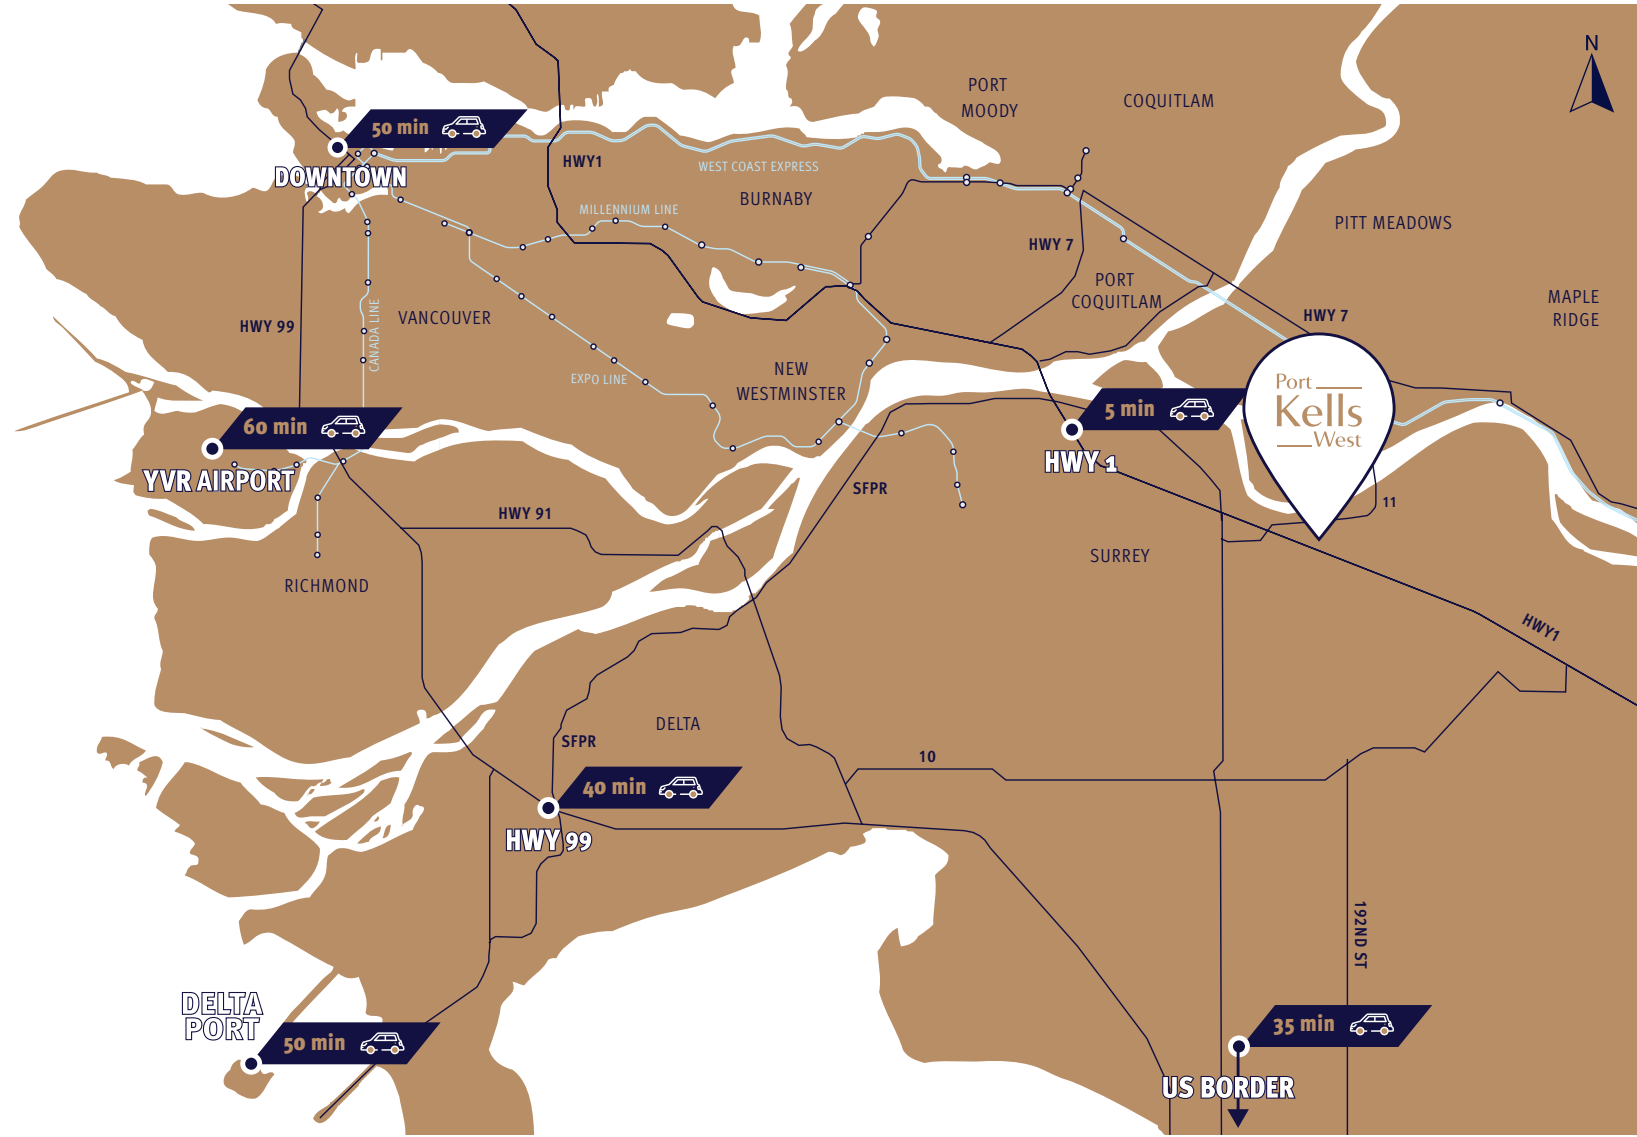 N
PORT
MOODY
COQUITLAM
50 min
DOWNTOWN
HWY1
WEST COAST EXPRESS
BURNABY
MILLENNIUM LINE
PITT MEADOWS
HWY 7
PORT
COQUITLAM
MAPLE
RIDGE
HWY 99
CANADA LINE
VANCOUVER
HWY 7
EXPO LINE
NEW
WESTMINSTER
Port
Kells
West
60 min
YVR AIRPORT
5 min
HWY 1
SFPR
11
HWY 91
SURREY
RICHMOND
HWY1
DELTA
SFPR
10
40 min
HWY 99
192ND ST
DELTA
PORT
50 min
35 min
US BORDER